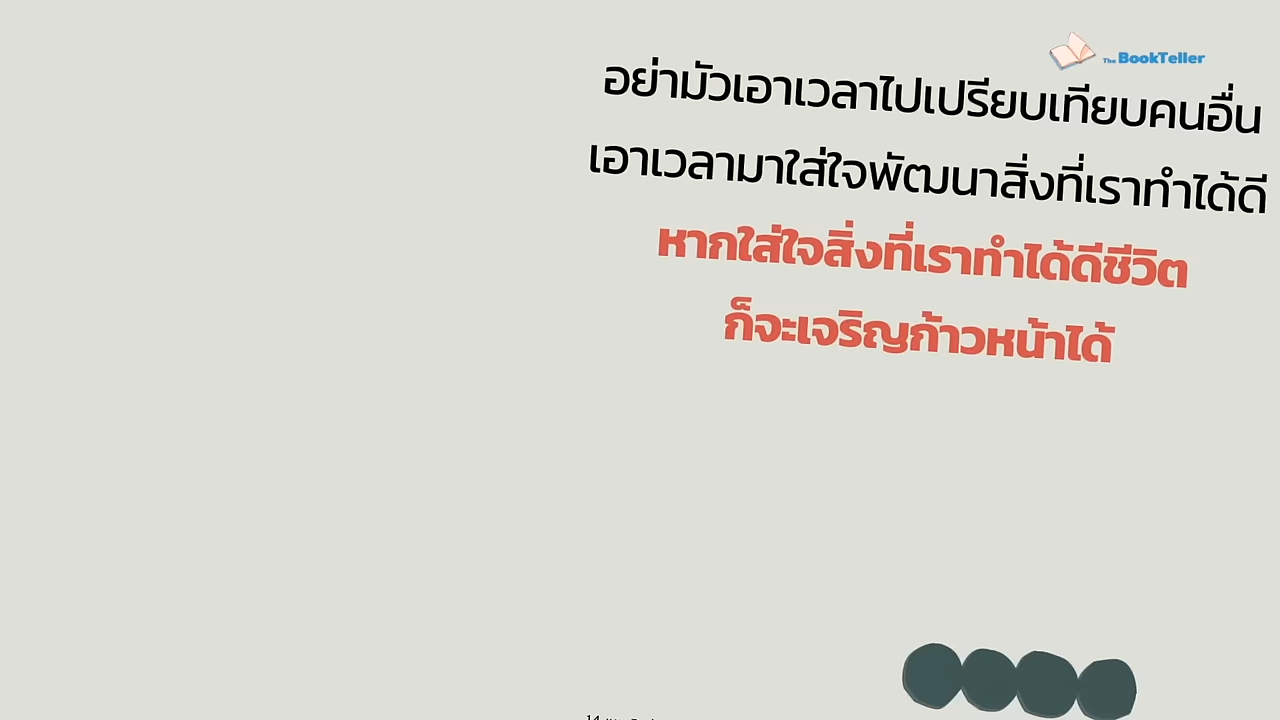 The BookTeller
อย่ามัวเอาเวลาไปเปรียบเทียบคนอื่น
เอาเวลามาใส่ใจพัฒนาสิ่งที่เราทำได้ดี
หากใส่ใจสิ่งที่เราทำได้ดีชีวิต
ก็จะเจริญก้าวหน้าได้
14